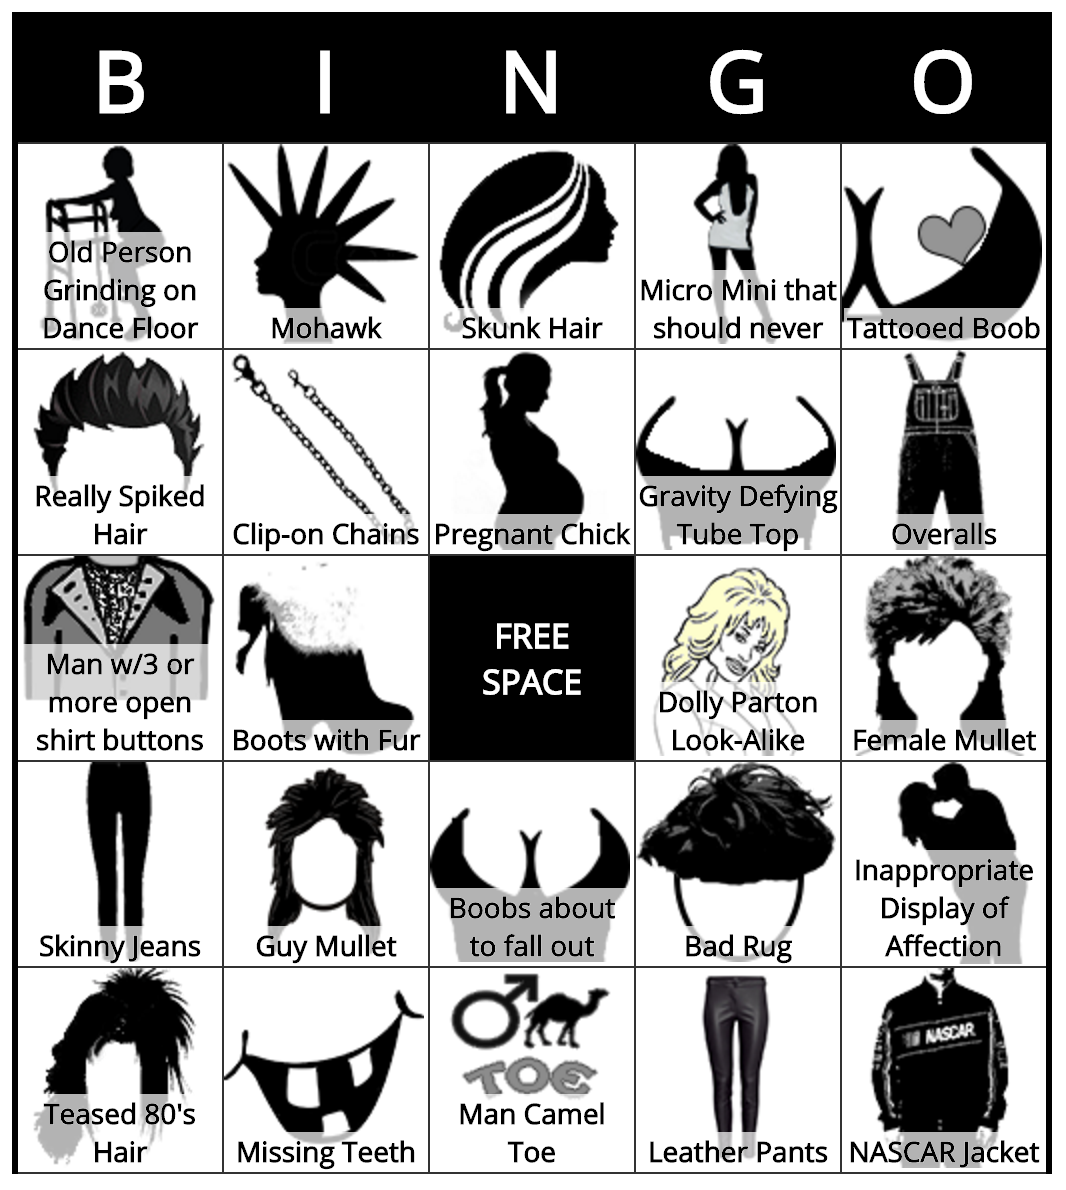 B I N G O
Old Person
Grinding on
Dance Floor
Mohawk
Skunk Hair
Micro Mini that
should never
Tattooed Boob
Really Spiked
Hair
Clip-on Chains
Pregnant Chick
Gravity Defying
Tube Top
Overalls
Man w/3 or
more open
shirt buttons
Boots with Fur
FREE
SPACE
Dolly Parton
Look-Alike
Female Mullet
Skinny Jeans
Guy Mullet
Boobs about
to fall out
Bad Rug
Inappropriate
Display of
Affection
Teased 80's
Hair
Missing Teeth
TOE
Man Camel
Toe
Leather Pants
NASCAR
NASCAR Jacket